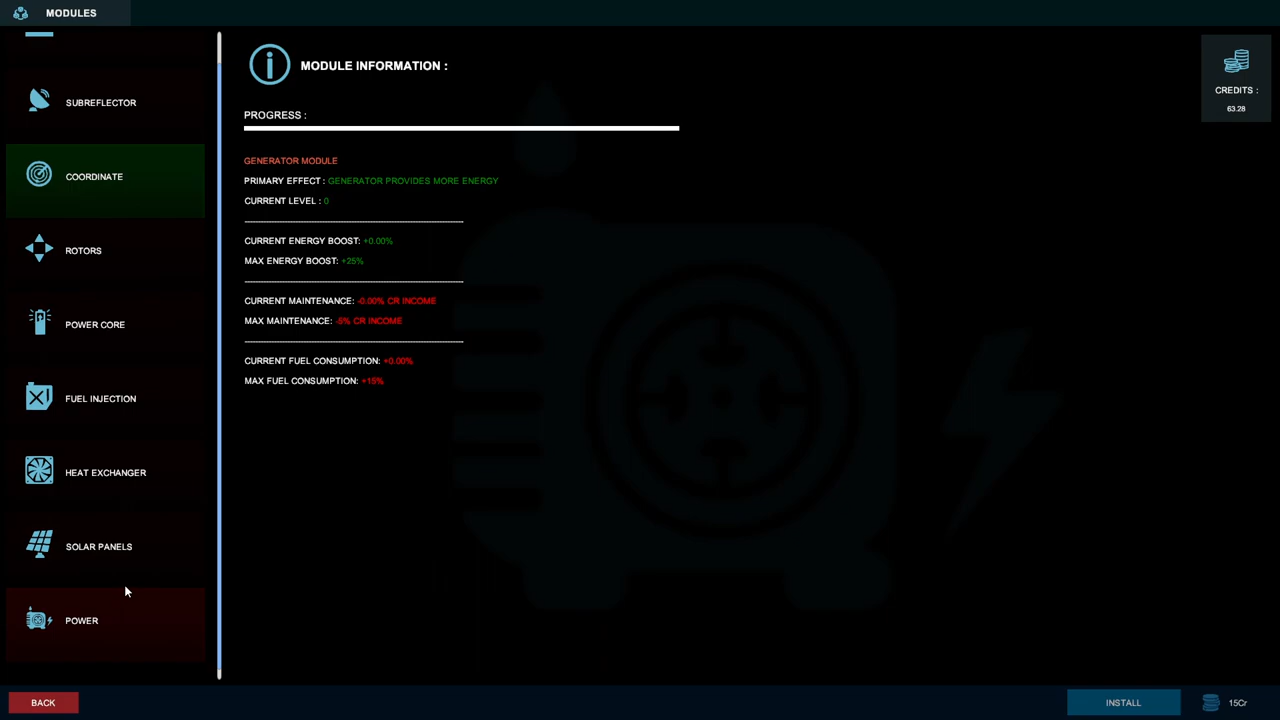 MODULES
SUBREFLECTOR
COORDINATE
ROTORS
POWER CORE
FUEL INJECTION
HEAT EXCHANGER
SOLAR PANELS
POWER
MODULE INFORMATION :
PROGRESS :
GENERATOR MODULE
PRIMARY EFFECT : GENERATOR PROVIDES MORE ENERGY
CURRENT LEVEL : 0
CURRENT ENERGY BOOST: +0.00%
MAX ENERGY BOOST: +25%
CURRENT MAINTENANCE: -0.00% CR INCOME
MAX MAINTENANCE: -5% CR INCOME
CURRENT FUEL CONSUMPTION: +0.00%
MAX FUEL CONSUMPTION: +15%
CREDITS :
63.28
BACK
INSTALL
15Cr